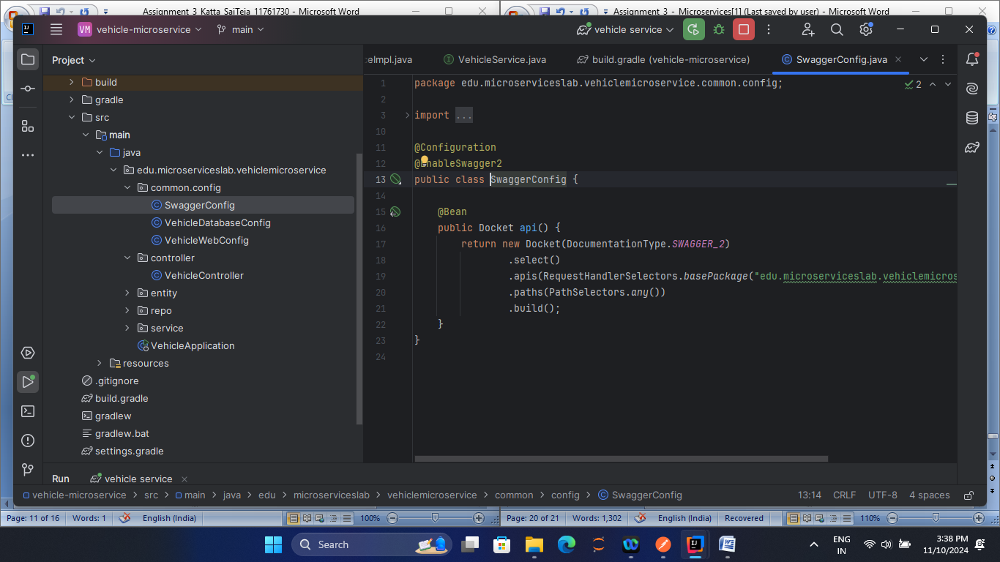 Assignment_3_Katta_SaiTeja_11761730 - Microsoft Word
Assignment_3_-_Microservices[1] (Last saved by user) - Microsoft Word
VM vehicle-microservice
main
vehicle service
Project
build
gradle
src
main
java
edu.microserviceslab.vehiclemicroservice
common.config
SwaggerConfig
VehicleDatabaseConfig
VehicleWebConfig
controller
VehicleController
entity
repo
service
VehicleApplication
resources
.gitignore
build.gradle
gradlew
gradlew.bat
settings.gradle
ceImpl.java
VehicleService.java
build.gradle (vehicle-microservice)
SwaggerConfig.java
2
1 package edu.microserviceslab.vehiclemicroservice.common.config;
2
3 import ...
10
11 @Configuration
12 @EnableSwagger2
13 public class SwaggerConfig {
14
15 @Bean
16 public Docket api() {
17 return new Docket(DocumentationType.SWAGGER_2)
18 .select()
19 .apis(RequestHandlerSelectors.basePackage("edu.microserviceslab.vehiclemicros
20 .paths(PathSelectors.any())
21 .build();
22 }
23 }
24
Run
vehicle service
vehicle-microservice > src > main > java > edu > microserviceslab > vehiclemicroservice > common > config > SwaggerConfig
13:14
CRLF
UTF-8
4 spaces
Page: 11 of 16
Words: 1
English (India)
100%
Page: 20 of 21
Words: 1,302
English (India)
Recovered
110%
Search
ENG
IN
3:38 PM
11/10/2024